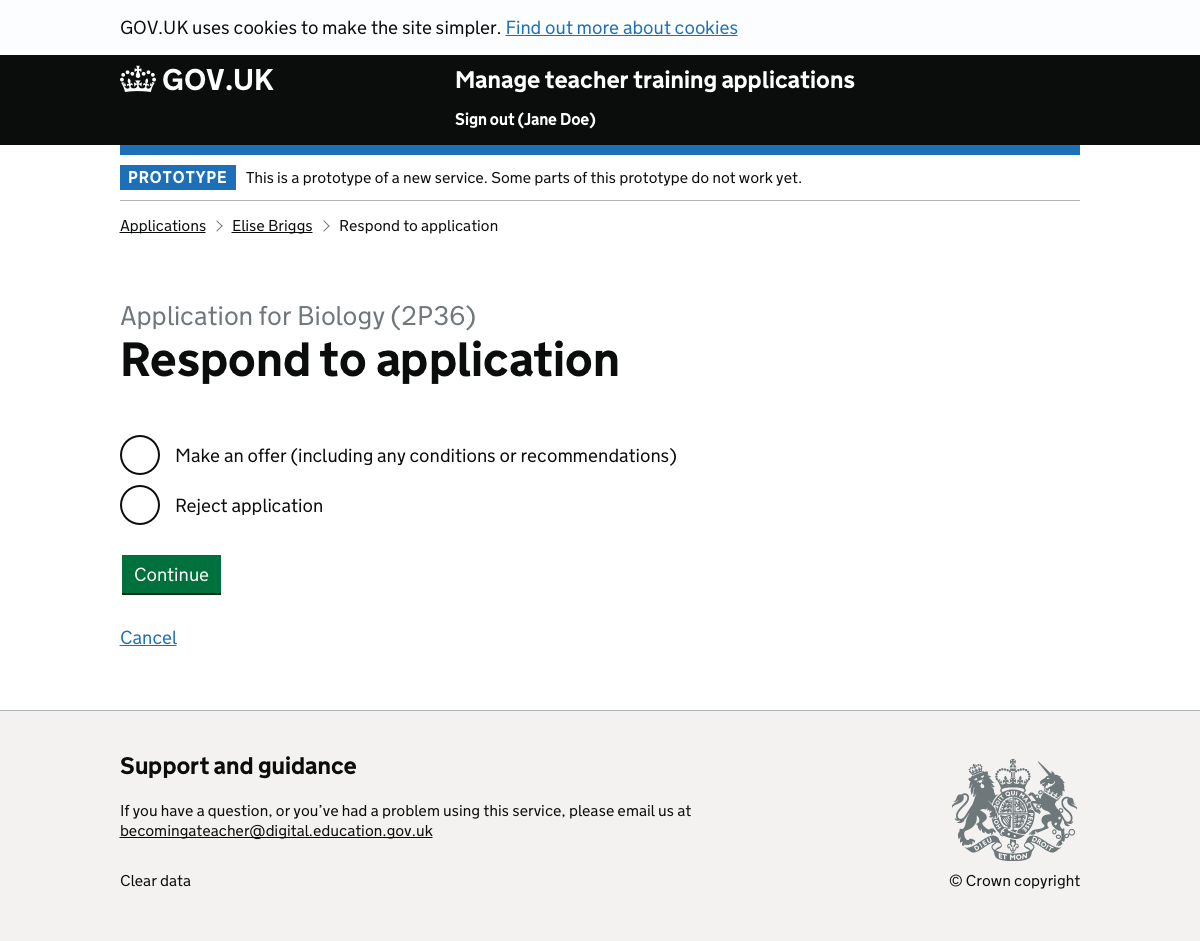 GOV.UK uses cookies to make the site simpler. Find out more about cookies
GOV.UK
Manage teacher training applications
Sign out (Jane Doe)
PROTOTYPE This is a prototype of a new service. Some parts of this prototype do not work yet.
Applications Elise Briggs Respond to application
Application for Biology (2P36)
Respond to application
Make an offer (including any conditions or recommendations)
Reject application
Continue
Cancel
Support and guidance
If you have a question, or you’ve had a problem using this service, please email us at
becomingateacher@digital.education.gov.uk
DIEU ET MON DROIT
Clear data
© Crown copyright